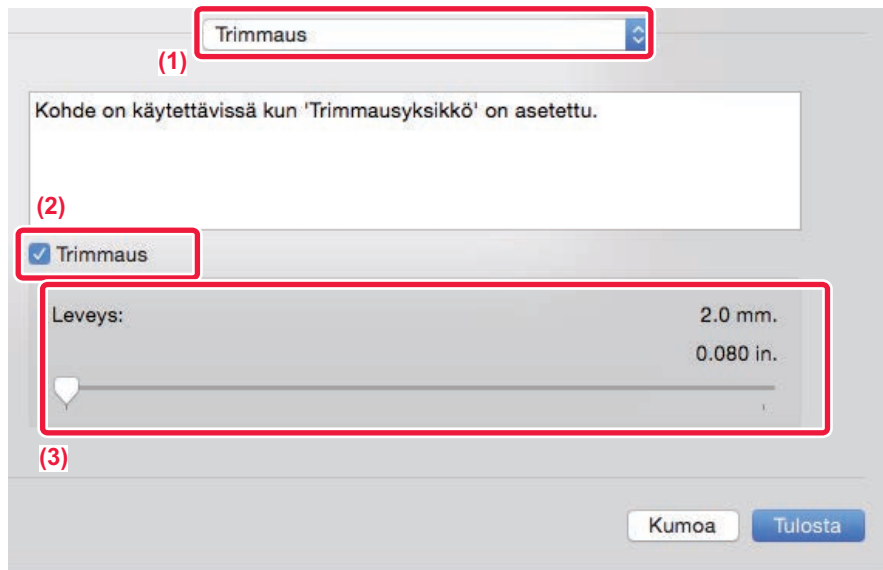 Trimmaus
(1)
Kohde on käytettävissä kun 'Trimmausyksikkö' on asetettu.
(2)
Trimmaus
Leveys: 2.0 mm.
0.080 in.
(3)
Kumoa Tulosta